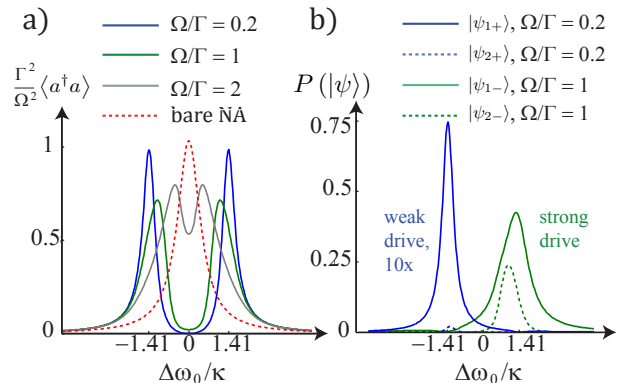 a)
Ω/Γ = 0.2
Ω/Γ = 1
Ω/Γ = 2
bare NA
Γ²/Ω² ⟨a†a⟩
1
0.5
0
−1.41 0 1.41
Δω₀/κ
b)
|ψ₁₊⟩, Ω/Γ = 0.2
|ψ₂₊⟩, Ω/Γ = 0.2
|ψ₁₋⟩, Ω/Γ = 1
|ψ₂₋⟩, Ω/Γ = 1
P(|ψ⟩)
0.75
0.5
0.25
0
weak
drive,
10x
strong
drive
−1.41 0 1.41
Δω₀/κ